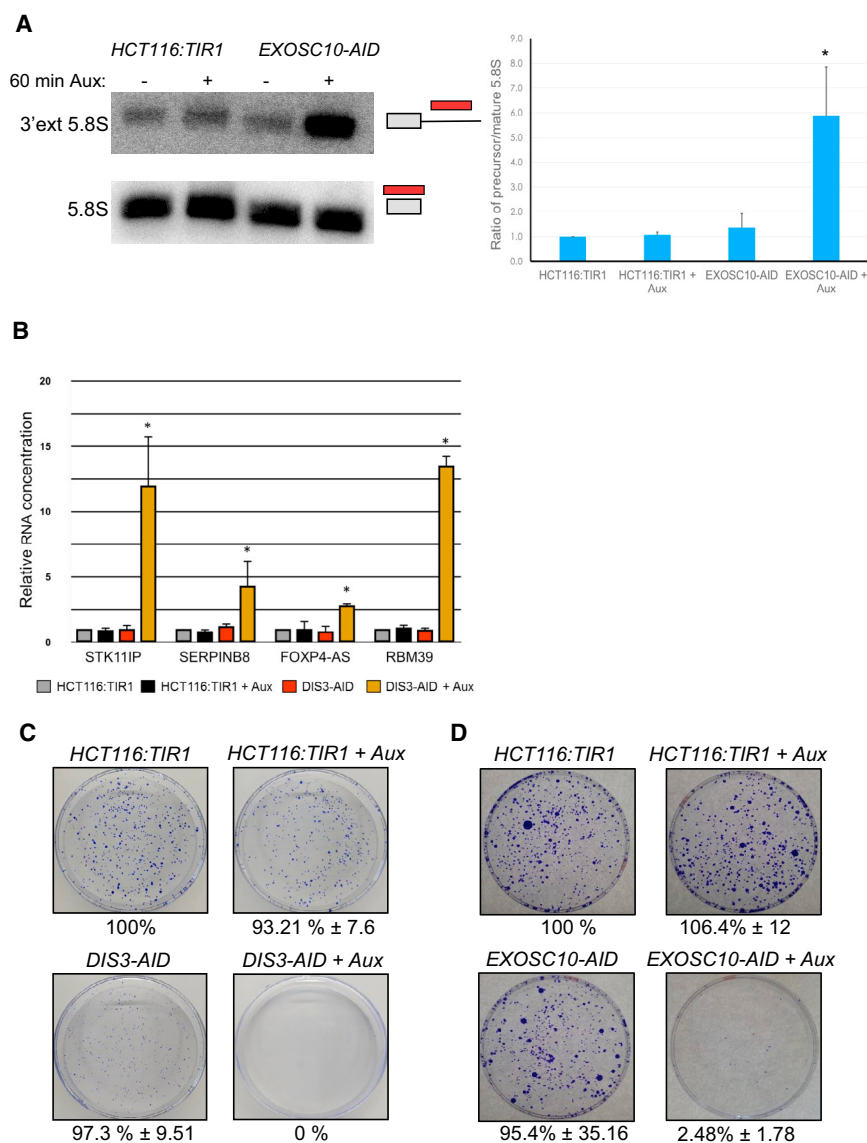 A
HCT116:TIR1 EXOSC10-AID
60 min Aux: - + - +
3'ext 5.8S
5.8S
Ratio of precursor/mature 5.8S
9.0
8.0
7.0
6.0
5.0
4.0
3.0
2.0
1.0
0.0
*
HCT116:TIR1 HCT116:TIR1 + Aux EXOSC10-AID EXOSC10-AID + Aux
B
Relative RNA concentration
20
15
10
5
0
* * * *
STK11IP SERPINB8 FOXP4-AS RBM39
HCT116:TIR1 HCT116:TIR1 + Aux DIS3-AID DIS3-AID + Aux
C
HCT116:TIR1 HCT116:TIR1 + Aux
100% 93.21 % ± 7.6
DIS3-AID DIS3-AID + Aux
97.3 % ± 9.51 0 %
D
HCT116:TIR1 HCT116:TIR1 + Aux
100 % 106.4% ± 12
EXOSC10-AID EXOSC10-AID + Aux
95.4% ± 35.16 2.48% ± 1.78